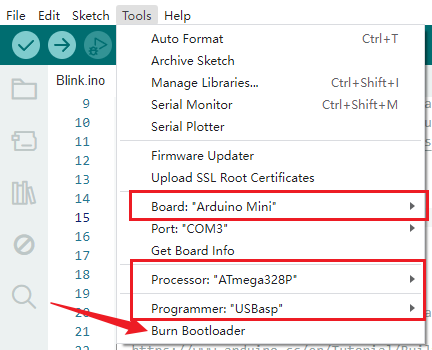 File Edit Sketch Tools Help
Auto Format Ctrl+T
Blink.ino
Archive Sketch
Manage Libraries... Ctrl+Shift+I
9
Serial Monitor Ctrl+Shift+M
10
Serial Plotter
11
12
Firmware Updater
13
Upload SSL Root Certificates
14
Board: "Arduino Mini"
15
Port: "COM3"
16
Get Board Info
17
18
Processor: "ATmega328P"
19
20
Programmer: "USBasp"
21
Burn Bootloader
22